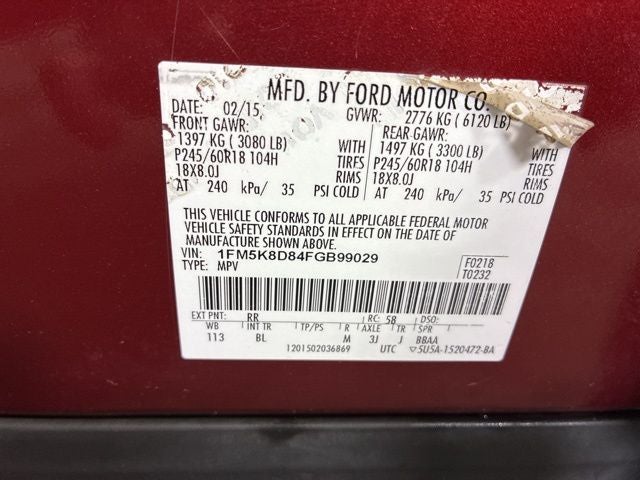 MFD. BY FORD MOTOR CO.
DATE: 02/15 GVWR: 2776 KG ( 6120 LB)
FRONT GAWR: REAR GAWR:
1397 KG ( 3080 LB) WITH 1497 KG ( 3300 LB) WITH
P245/60R18 104H TIRES P245/60R18 104H TIRES
18X8.0J RIMS 18X8.0J RIMS
AT 240 kPa/ 35 PSI COLD AT 240 kPa/ 35 PSI COLD
THIS VEHICLE CONFORMS TO ALL APPLICABLE FEDERAL MOTOR
VEHICLE SAFETY STANDARDS IN EFFECT ON THE DATE OF
MANUFACTURE SHOWN ABOVE.
VIN: 1FM5K8D84FGB99029 F0218
TYPE: MPV T0232
EXT PNT: RR RC: 58 DSO:
WB INT TR TP/PS R AXLE TR SPR
113 BL M 3J J BBAA
1201502036869 UTC ▽5U5A-1520472-BA